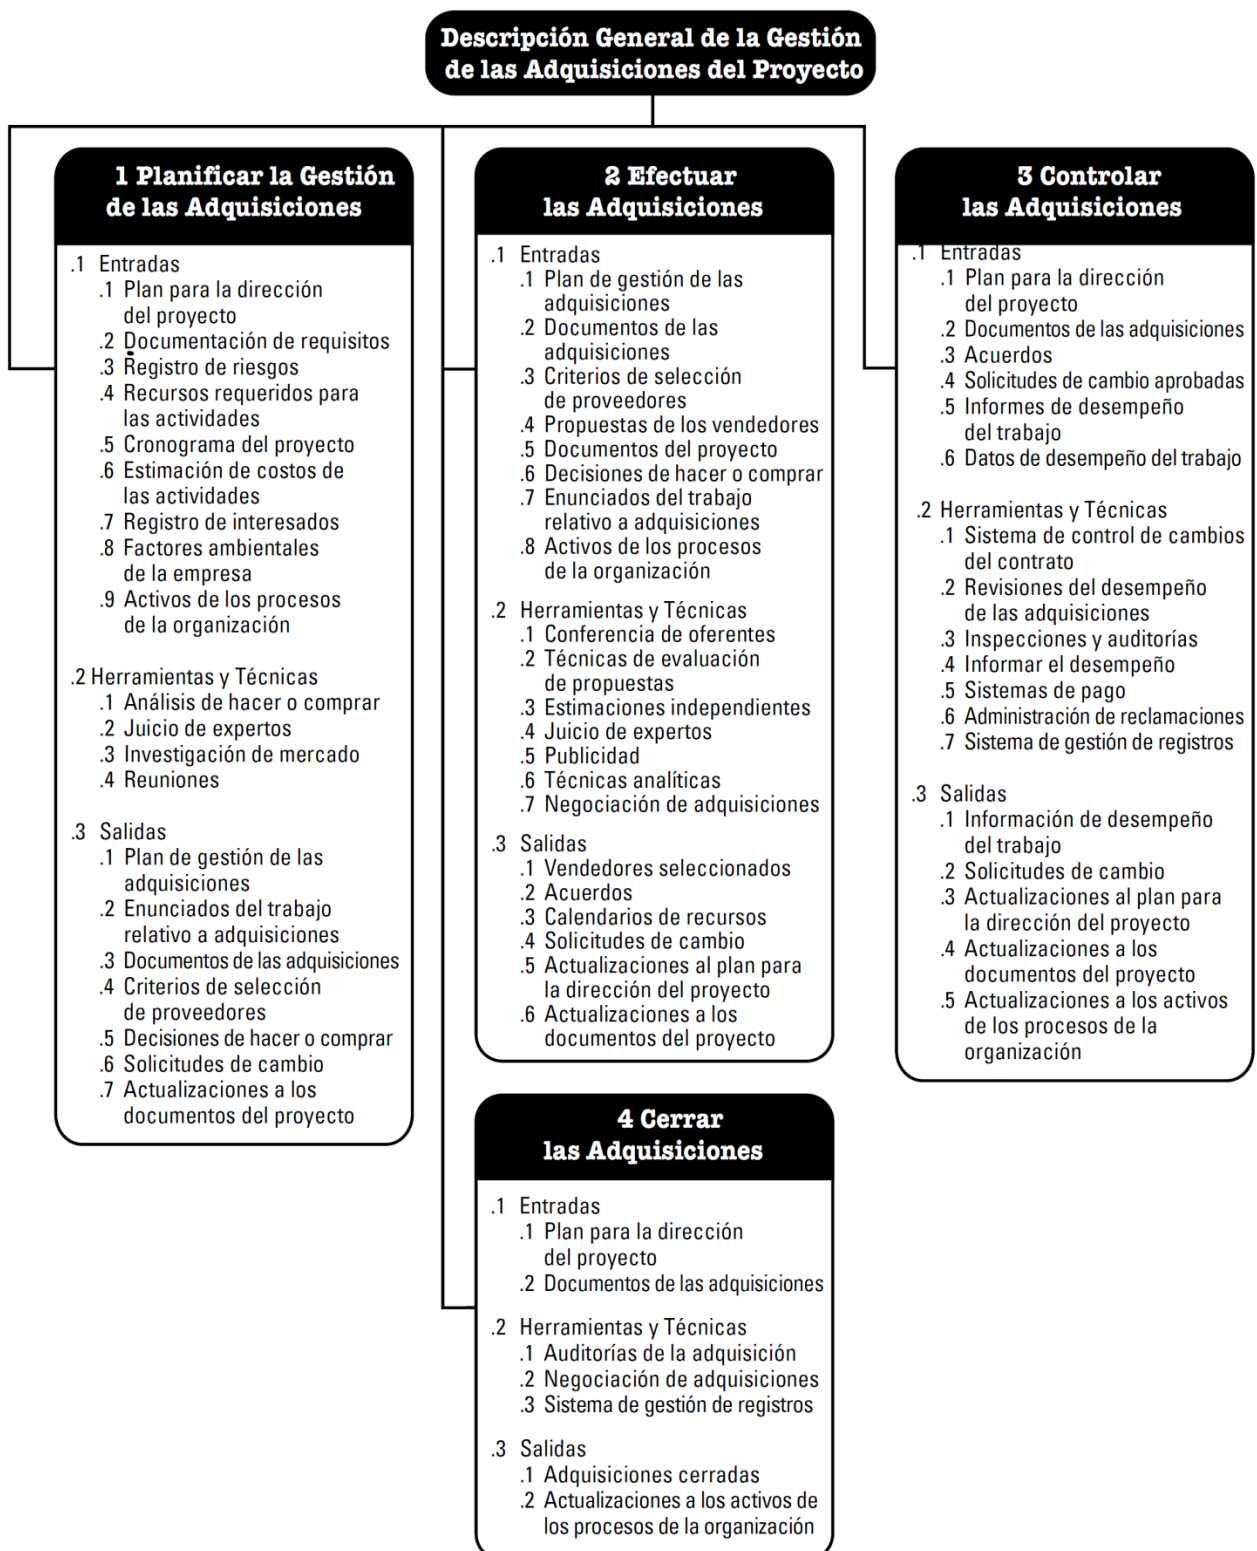 Descripción General de la Gestión
de las Adquisiciones del Proyecto
1 Planificar la Gestión
de las Adquisiciones
.1 Entradas
.1 Plan para la dirección
del proyecto
.2 Documentación de requisitos
.3 Registro de riesgos
.4 Recursos requeridos para
las actividades
.5 Cronograma del proyecto
.6 Estimación de costos de
las actividades
.7 Registro de interesados
.8 Factores ambientales
de la empresa
.9 Activos de los procesos
de la organización
.2 Herramientas y Técnicas
.1 Análisis de hacer o comprar
.2 Juicio de expertos
.3 Investigación de mercado
.4 Reuniones
.3 Salidas
.1 Plan de gestión de las
adquisiciones
.2 Enunciados del trabajo
relativo a adquisiciones
.3 Documentos de las adquisiciones
.4 Criterios de selección
de proveedores
.5 Decisiones de hacer o comprar
.6 Solicitudes de cambio
.7 Actualizaciones a los
documentos del proyecto
2 Efectuar
las Adquisiciones
.1 Entradas
.1 Plan de gestión de las
adquisiciones
.2 Documentos de las
adquisiciones
.3 Criterios de selección
de proveedores
.4 Propuestas de los vendedores
.5 Documentos del proyecto
.6 Decisiones de hacer o comprar
.7 Enunciados del trabajo
relativo a adquisiciones
.8 Activos de los procesos
de la organización
.2 Herramientas y Técnicas
.1 Conferencia de oferentes
.2 Técnicas de evaluación
de propuestas
.3 Estimaciones independientes
.4 Juicio de expertos
.5 Publicidad
.6 Técnicas analíticas
.7 Negociación de adquisiciones
.3 Salidas
.1 Vendedores seleccionados
.2 Acuerdos
.3 Calendarios de recursos
.4 Solicitudes de cambio
.5 Actualizaciones al plan para
la dirección del proyecto
.6 Actualizaciones a los
documentos del proyecto
3 Controlar
las Adquisiciones
.1 Entradas
.1 Plan para la dirección
del proyecto
.2 Documentos de las adquisiciones
.3 Acuerdos
.4 Solicitudes de cambio aprobadas
.5 Informes de desempeño
del trabajo
.6 Datos de desempeño del trabajo
.2 Herramientas y Técnicas
.1 Sistema de control de cambios
del contrato
.2 Revisiones del desempeño
de las adquisiciones
.3 Inspecciones y auditorías
.4 Informar el desempeño
.5 Sistemas de pago
.6 Administración de reclamaciones
.7 Sistema de gestión de registros
.3 Salidas
.1 Información de desempeño
del trabajo
.2 Solicitudes de cambio
.3 Actualizaciones al plan para
la dirección del proyecto
.4 Actualizaciones a los
documentos del proyecto
.5 Actualizaciones a los activos
de los procesos de la
organización
4 Cerrar
las Adquisiciones
.1 Entradas
.1 Plan para la dirección
del proyecto
.2 Documentos de las adquisiciones
.2 Herramientas y Técnicas
.1 Auditorías de la adquisición
.2 Negociación de adquisiciones
.3 Sistema de gestión de registros
.3 Salidas
.1 Adquisiciones cerradas
.2 Actualizaciones a los activos de
los procesos de la organización